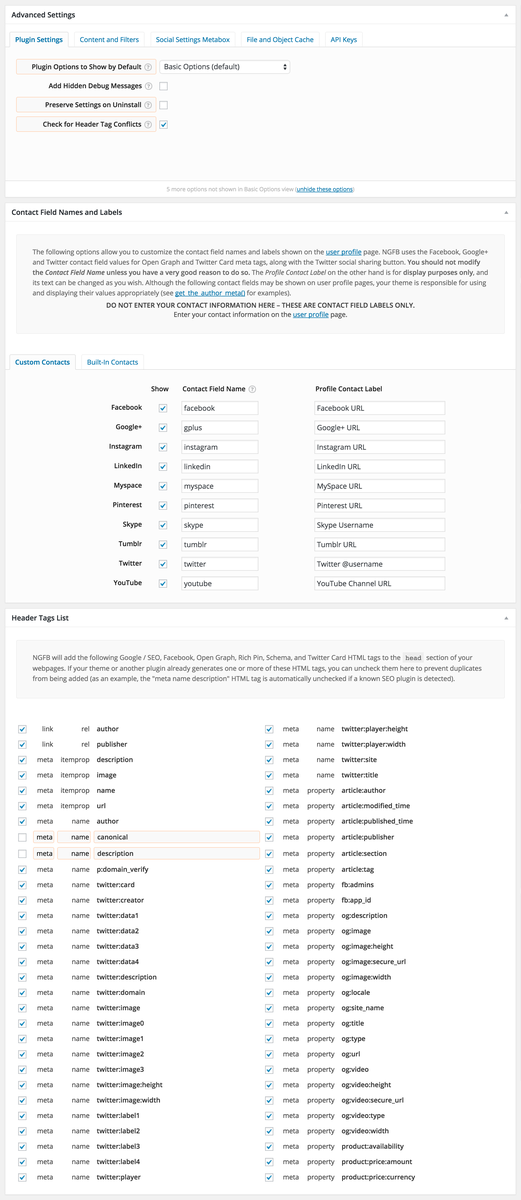 Advanced Settings
Plugin Settings Content and Filters Social Settings Metabox File and Object Cache API Keys
Plugin Options to Show by Default Basic Options (default)
Add Hidden Debug Messages
Preserve Settings on Uninstall
Check for Header Tag Conflicts
5 more options not shown in Basic Options view (unhide these options)
Contact Field Names and Labels
The following options allow you to customize the contact field names and labels shown on the user profile page. NGFB uses the Facebook, Google+
and Twitter contact field values for Open Graph and Twitter Card meta tags, along with the Twitter social sharing button. You should not modify
the Contact Field Name unless you have a very good reason to do so. The Profile Contact Label on the other hand is for display purposes only, and
its text can be changed as you wish. Although the following contact fields may be shown on user profile pages, your theme is responsible for using
and displaying their values appropriately (see get_the_author_meta() for examples).
DO NOT ENTER YOUR CONTACT INFORMATION HERE – THESE ARE CONTACT FIELD LABELS ONLY.
Enter your contact information on the user profile page.
Custom Contacts Built-In Contacts
Show Contact Field Name Profile Contact Label
Facebook facebook Facebook URL
Google+ gplus Google+ URL
Instagram instagram Instagram URL
LinkedIn linkedin LinkedIn URL
Myspace myspace MySpace URL
Pinterest pinterest Pinterest URL
Skype skype Skype Username
Tumblr tumblr Tumblr URL
Twitter twitter Twitter @username
YouTube youtube YouTube Channel URL
Header Tags List
NGFB will add the following Google / SEO, Facebook, Open Graph, Rich Pin, Schema, and Twitter Card HTML tags to the head section of your
webpages. If your theme or another plugin already generates one or more of these HTML tags, you can uncheck them here to prevent duplicates
from being added (as an example, the "meta name description" HTML tag is automatically unchecked if a known SEO plugin is detected).
link rel author
link rel publisher
meta itemprop description
meta itemprop image
meta itemprop name
meta itemprop url
meta name author
meta name canonical
meta name description
meta name p:domain_verify
meta name twitter:card
meta name twitter:creator
meta name twitter:data1
meta name twitter:data2
meta name twitter:data3
meta name twitter:data4
meta name twitter:description
meta name twitter:domain
meta name twitter:image
meta name twitter:image0
meta name twitter:image1
meta name twitter:image2
meta name twitter:image3
meta name twitter:image:height
meta name twitter:image:width
meta name twitter:label1
meta name twitter:label2
meta name twitter:label3
meta name twitter:label4
meta name twitter:player
meta name twitter:player:height
meta name twitter:player:width
meta name twitter:site
meta name twitter:title
meta property article:author
meta property article:modified_time
meta property article:published_time
meta property article:publisher
meta property article:section
meta property article:tag
meta property fb:admins
meta property fb:app_id
meta property og:description
meta property og:image
meta property og:image:height
meta property og:image:secure_url
meta property og:image:width
meta property og:locale
meta property og:site_name
meta property og:title
meta property og:type
meta property og:url
meta property og:video
meta property og:video:height
meta property og:video:secure_url
meta property og:video:type
meta property og:video:width
meta property product:availability
meta property product:price:amount
meta property product:price:currency